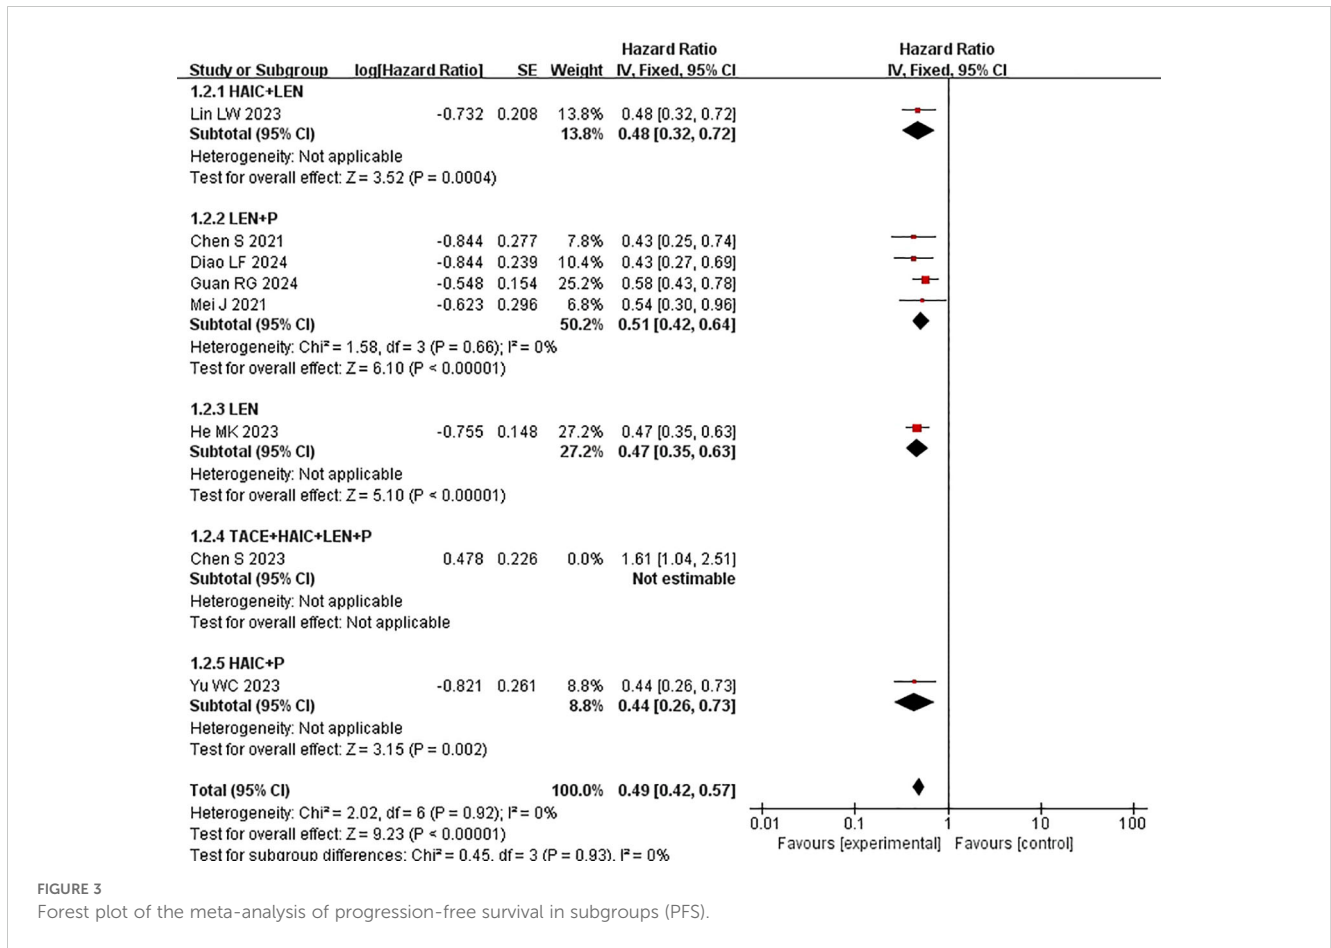 Hazard Ratio Hazard Ratio
Study or Subgroup log[Hazard Ratio] SE Weight IV, Fixed, 95% CI IV, Fixed, 95% CI
1.2.1 HAIC+LEN
Lin LW 2023 -0.732 0.208 13.8% 0.48 [0.32, 0.72]
Subtotal (95% CI) 13.8% 0.48 [0.32, 0.72]
Heterogeneity: Not applicable
Test for overall effect: Z = 3.52 (P = 0.0004)
1.2.2 LEN+P
Chen S 2021 -0.844 0.277 7.8% 0.43 [0.25, 0.74]
Diao LF 2024 -0.844 0.239 10.4% 0.43 [0.27, 0.69]
Guan RG 2024 -0.548 0.154 25.2% 0.58 [0.43, 0.78]
Mei J 2021 -0.623 0.296 6.8% 0.54 [0.30, 0.96]
Subtotal (95% CI) 50.2% 0.51 [0.42, 0.64]
Heterogeneity: Chi² = 1.58, df = 3 (P = 0.66); I² = 0%
Test for overall effect: Z = 6.10 (P < 0.00001)
1.2.3 LEN
He MK 2023 -0.755 0.148 27.2% 0.47 [0.35, 0.63]
Subtotal (95% CI) 27.2% 0.47 [0.35, 0.63]
Heterogeneity: Not applicable
Test for overall effect: Z = 5.10 (P < 0.00001)
1.2.4 TACE+HAIC+LEN+P
Chen S 2023 0.478 0.226 0.0% 1.61 [1.04, 2.51]
Subtotal (95% CI) Not estimable
Heterogeneity: Not applicable
Test for overall effect: Not applicable
1.2.5 HAIC+P
Yu WC 2023 -0.821 0.261 8.8% 0.44 [0.26, 0.73]
Subtotal (95% CI) 8.8% 0.44 [0.26, 0.73]
Heterogeneity: Not applicable
Test for overall effect: Z = 3.15 (P = 0.002)
Total (95% CI) 100.0% 0.49 [0.42, 0.57]
Heterogeneity: Chi² = 2.02, df = 6 (P = 0.92); I² = 0%
Test for overall effect: Z = 9.23 (P < 0.00001)
Test for subgroup differences: Chi² = 0.45, df = 3 (P = 0.93), I² = 0%
0.01 0.1 1 10 100
Favours [experimental] Favours [control]
FIGURE 3
Forest plot of the meta-analysis of progression-free survival in subgroups (PFS).